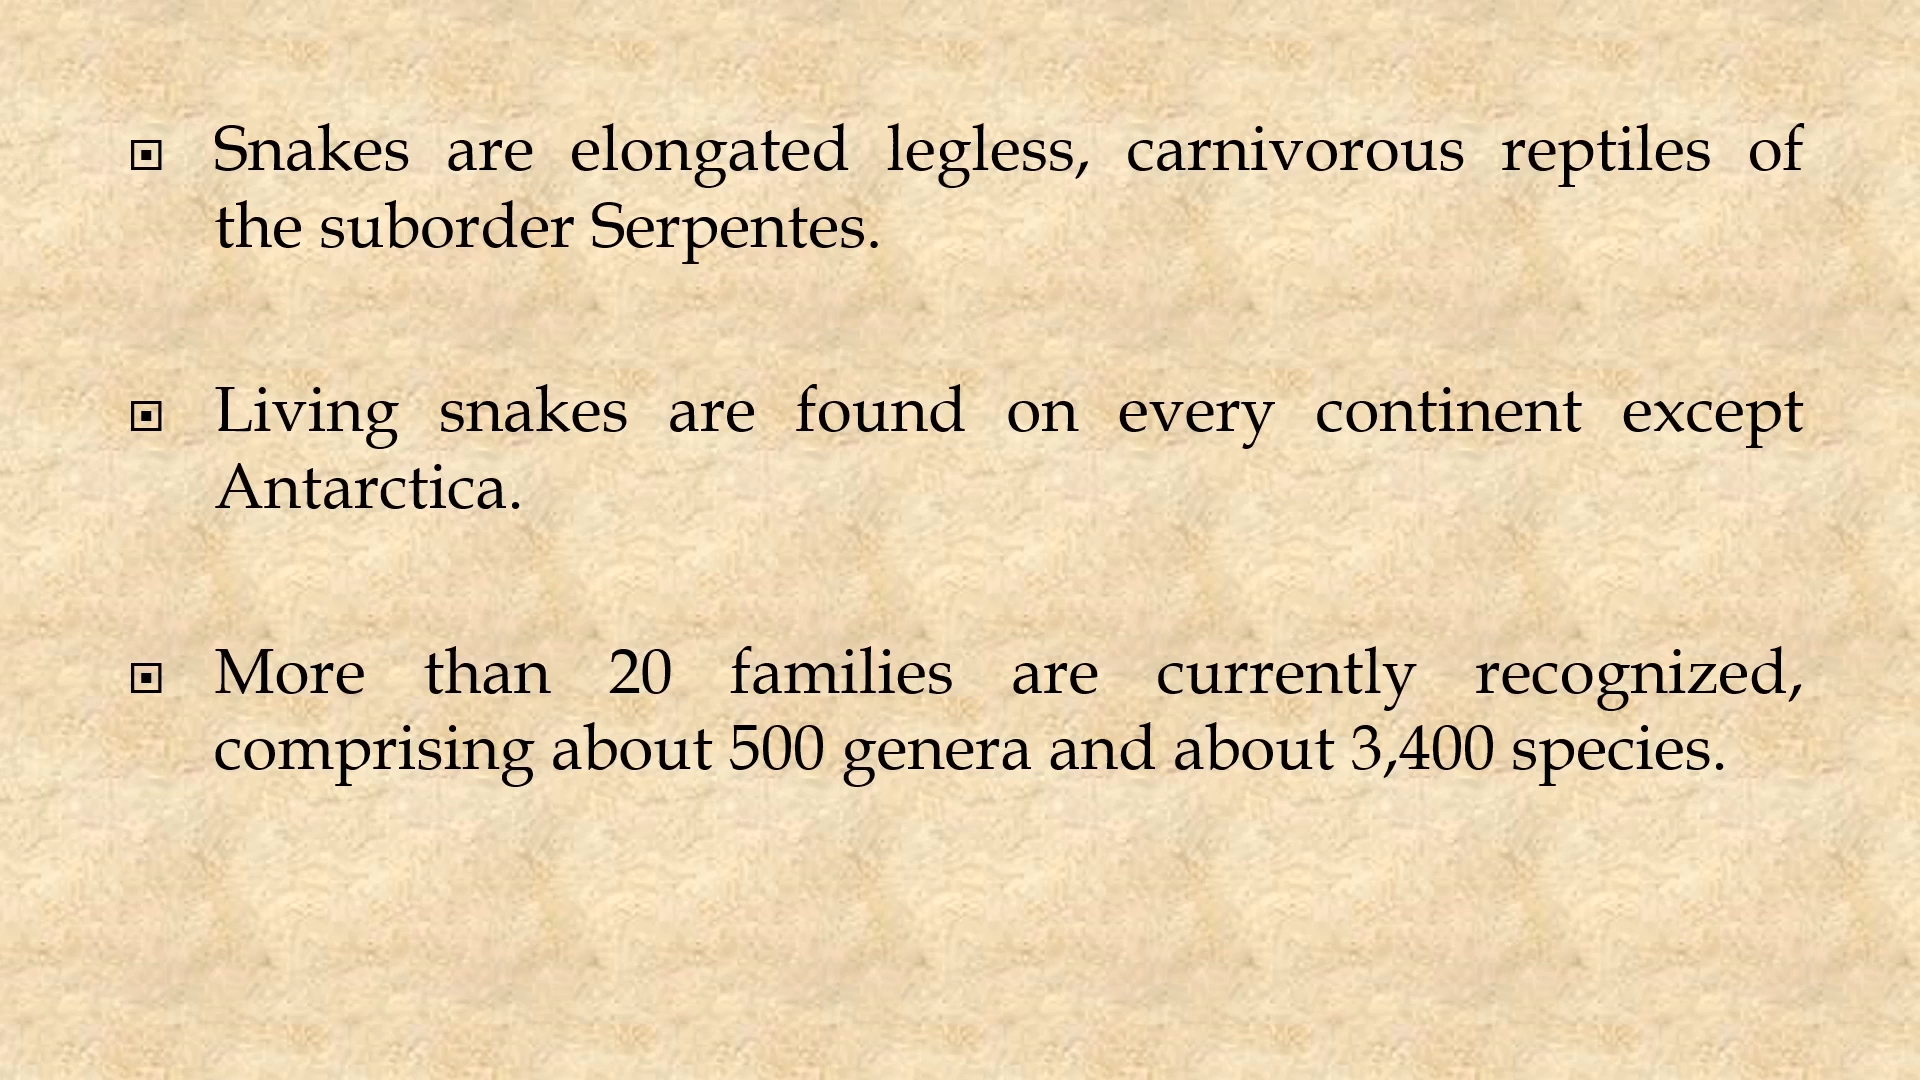 Snakes are elongated legless, carnivorous reptiles of
the suborder Serpentes.
Living snakes are found on every continent except
Antarctica.
More than 20 families are currently recognized,
comprising about 500 genera and about 3,400 species.